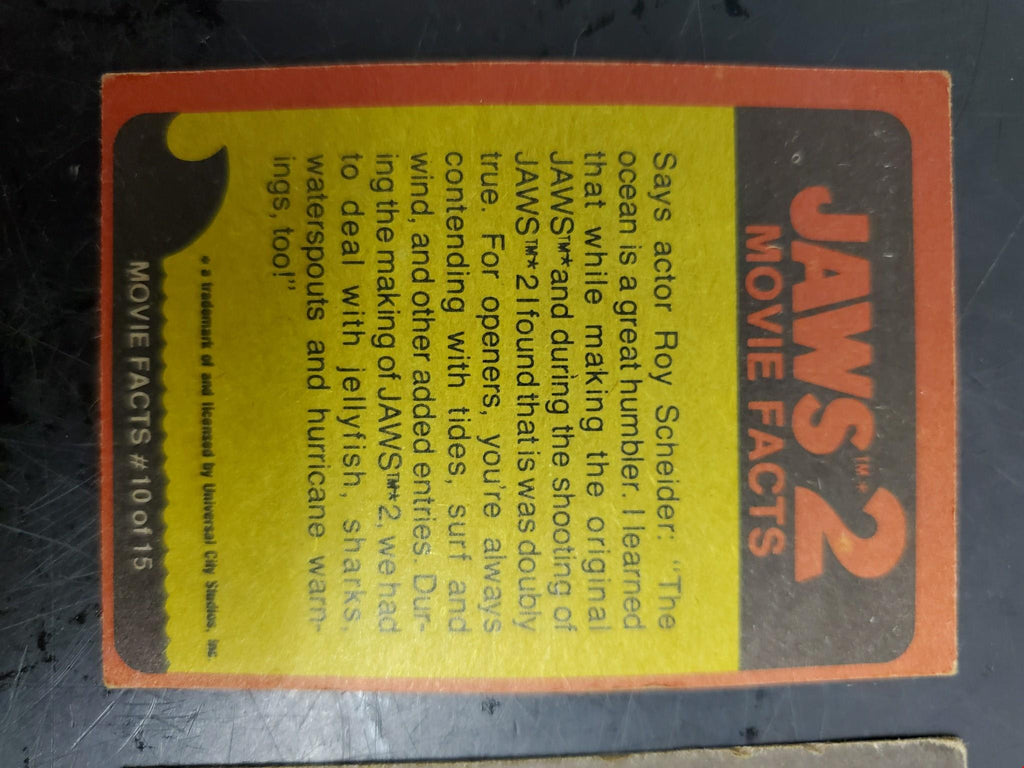 JAWS™* 2
MOVIE FACTS
Says actor Roy Scheider: "The
ocean is a great humbler. I learned
that while making the original
JAWS™* and during the shooting of
JAWS™* 2 I found that is was doubly
true. For openers, you're always
contending with tides, surf and
wind, and other added entries. Dur-
ing the making of JAWS™* 2, we had
to deal with jellyfish, sharks,
waterspouts and hurricane warn-
ings, too!"
* a trademark of and licensed by Universal City Studios, Inc.
MOVIE FACTS # 10 of 15